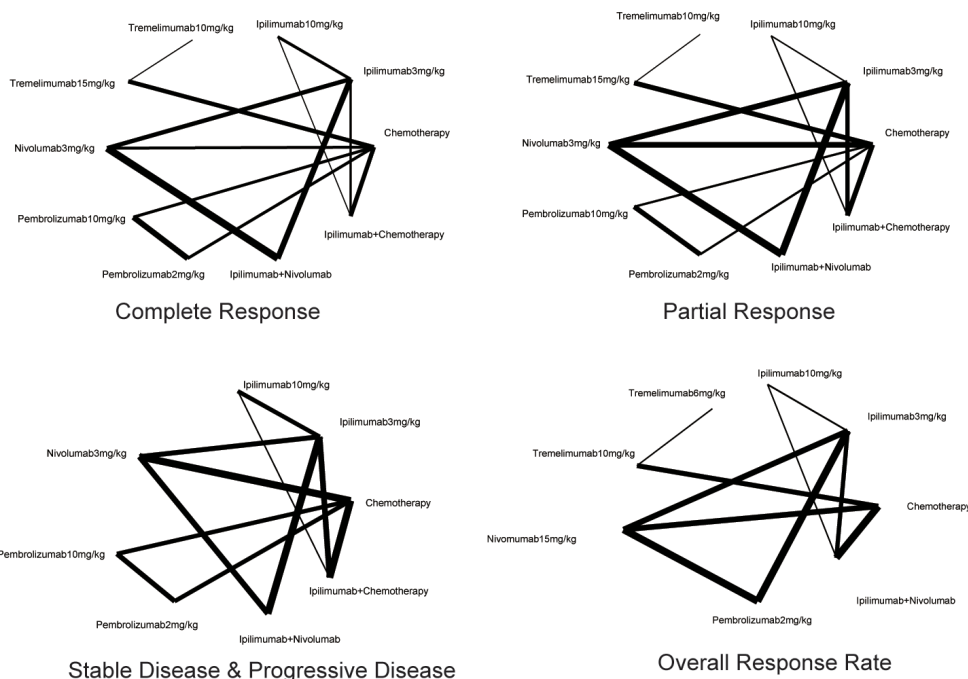 Tremelimumab10mg/kg
Ipilimumab10mg/kg
Ipilimumab3mg/kg
Tremelimumab15mg/kg
Chemotherapy
Nivolumab3mg/kg
Pembrolizumab10mg/kg
Ipilimumab+Chemotherapy
Pembrolizumab2mg/kg
Ipilimumab+Nivolumab
Complete Response
Tremelimumab10mg/kg
Ipilimumab10mg/kg
Ipilimumab3mg/kg
Tremelimumab15mg/kg
Chemotherapy
Nivolumab3mg/kg
Pembrolizumab10mg/kg
Ipilimumab+Chemotherapy
Pembrolizumab2mg/kg
Ipilimumab+Nivolumab
Partial Response
Ipilimumab10mg/kg
Ipilimumab3mg/kg
Nivolumab3mg/kg
Chemotherapy
Pembrolizumab10mg/kg
Ipilimumab+Chemotherapy
Pembrolizumab2mg/kg
Ipilimumab+Nivolumab
Stable Disease & Progressive Disease
Ipilimumab10mg/kg
Tremelimumab6mg/kg
Ipilimumab3mg/kg
Tremelimumab10mg/kg
Chemotherapy
Nivomumab15mg/kg
Ipilimumab+Nivolumab
Pembrolizumab2mg/kg
Overall Response Rate